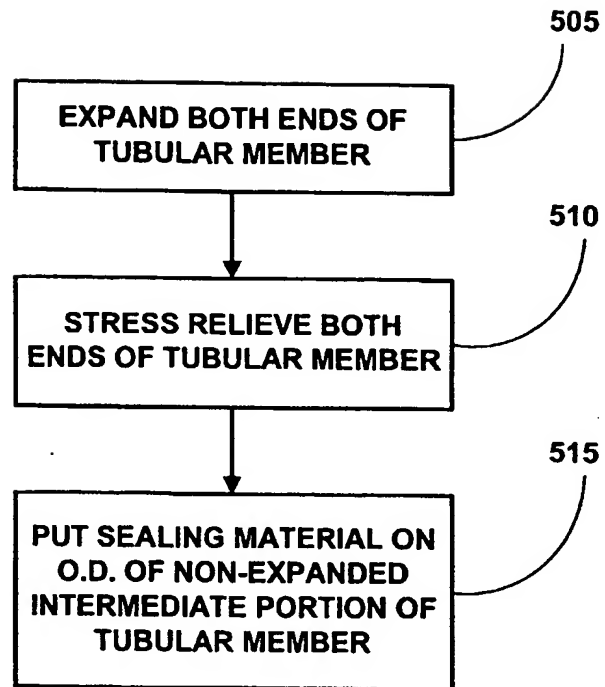 505
EXPAND BOTH ENDS OF
TUBULAR MEMBER
510
STRESS RELIEVE BOTH
ENDS OF TUBULAR MEMBER
515
PUT SEALING MATERIAL ON
O.D. OF NON-EXPANDED
INTERMEDIATE PORTION OF
TUBULAR MEMBER